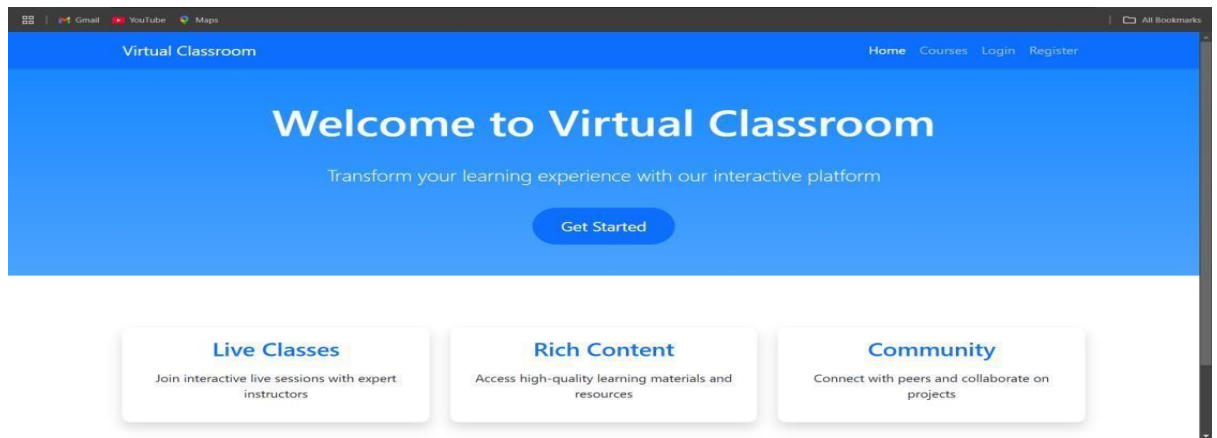 Gmail YouTube Maps All Bookmarks
Virtual Classroom Home Courses Login Register
Welcome to Virtual Classroom
Transform your learning experience with our interactive platform
Get Started
Live Classes
Join interactive live sessions with expert
instructors
Rich Content
Access high-quality learning materials and
resources
Community
Connect with peers and collaborate on
projects